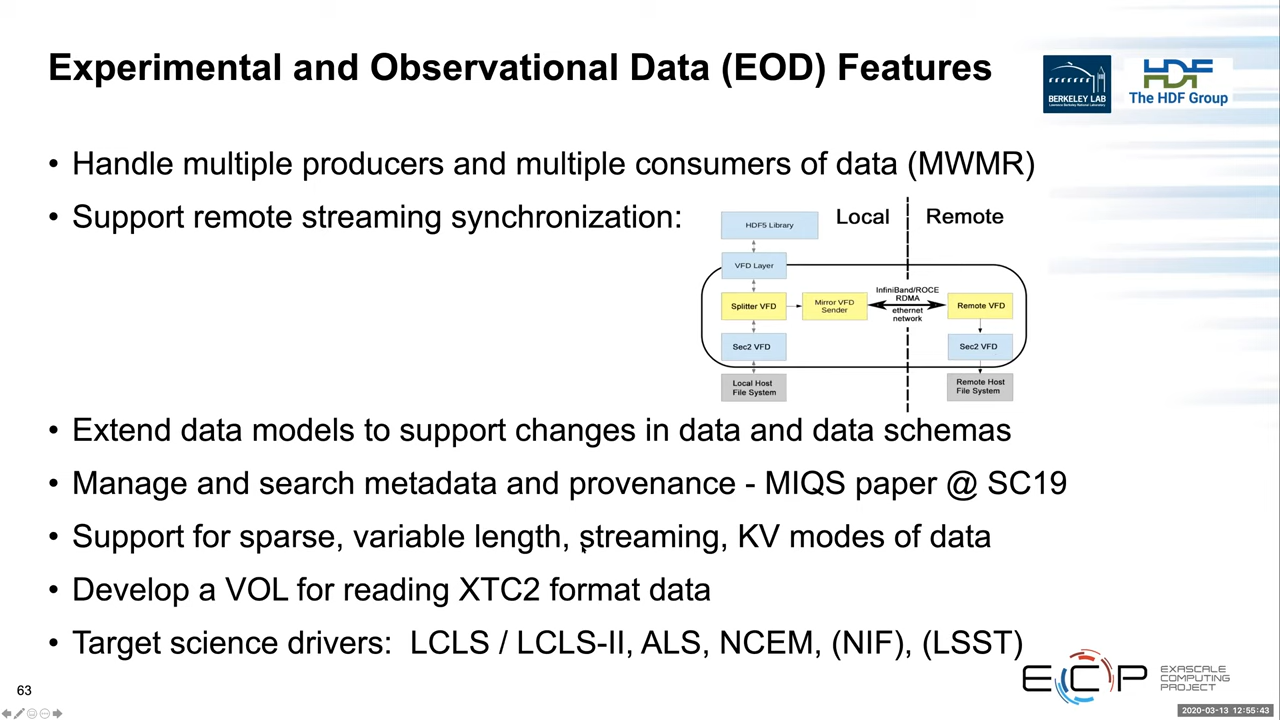 Experimental and Observational Data (EOD) Features
BERKELEY LAB
The HDF Group
• Handle multiple producers and multiple consumers of data (MWMR)
• Support remote streaming synchronization:
Local
Remote
HDF5 Library
VFD Layer
Splitter VFD
Mirror VFD
Sender
InfiniBand/ROCE
RDMA
ethernet
network
Remote VFD
Sec2 VFD
Sec2 VFD
Local Host
File System
Remote Host
File System
• Extend data models to support changes in data and data schemas
• Manage and search metadata and provenance - MIQS paper @ SC19
• Support for sparse, variable length, streaming, KV modes of data
• Develop a VOL for reading XTC2 format data
• Target science drivers: LCLS / LCLS-II, ALS, NCEM, (NIF), (LSST)
ECP
EXASCALE
COMPUTING
PROJECT
63
2020-03-13 12:55:43